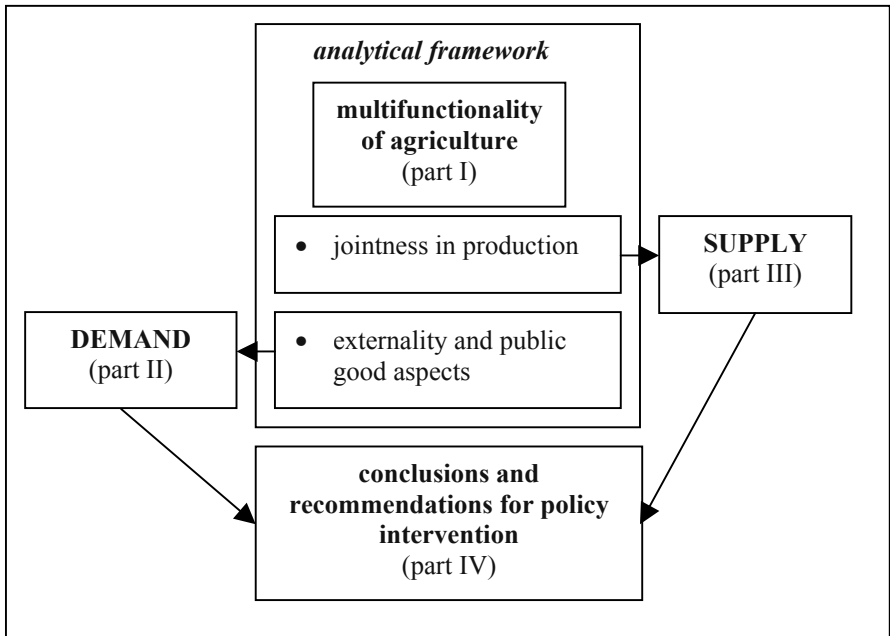 analytical framework
multifunctionality
of agriculture
(part I)
• jointness in production
SUPPLY
(part III)
DEMAND
(part II)
• externality and public
good aspects
conclusions and
recommendations for policy
intervention
(part IV)